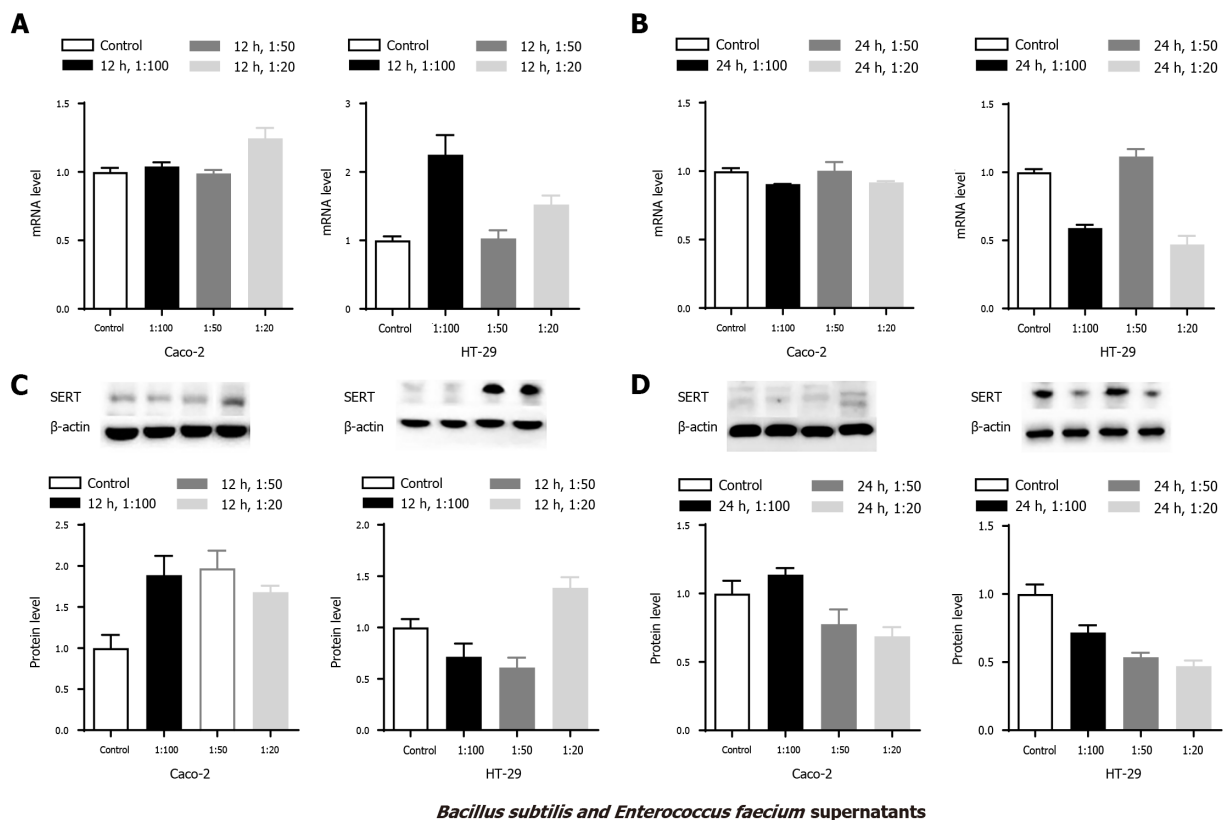 A
Control
12 h, 1:50
12 h, 1:100
12 h, 1:20
mRNA level
1.5
1.0
0.5
0.0
Control
1:100
1:50
1:20
Caco-2
Control
12 h, 1:50
12 h, 1:100
12 h, 1:20
mRNA level
3
2
1
0
Control
1:100
1:50
1:20
HT-29
B
Control
24 h, 1:50
24 h, 1:100
24 h, 1:20
mRNA level
1.5
1.0
0.5
0.0
Control
1:100
1:50
1:20
Caco-2
Control
24 h, 1:50
24 h, 1:100
24 h, 1:20
mRNA level
1.5
1.0
0.5
0.0
Control
1:100
1:50
1:20
HT-29
C
SERT
β-actin
Control
12 h, 1:50
12 h, 1:100
12 h, 1:20
Protein level
2.5
2.0
1.5
1.0
0.5
0.0
Control
1:100
1:50
1:20
Caco-2
SERT
β-actin
Control
12 h, 1:50
12 h, 1:100
12 h, 1:20
Protein level
2.0
1.5
1.0
0.5
0.0
Control
1:100
1:50
1:20
HT-29
D
SERT
β-actin
Control
24 h, 1:50
24 h, 1:100
24 h, 1:20
Protein level
1.5
1.0
0.5
0.0
Control
1:100
1:50
1:20
Caco-2
SERT
β-actin
Control
24 h, 1:50
24 h, 1:100
24 h, 1:20
Protein level
1.5
1.0
0.5
0.0
Control
1:100
1:50
1:20
HT-29
Bacillus subtilis and Enterococcus faecium supernatants